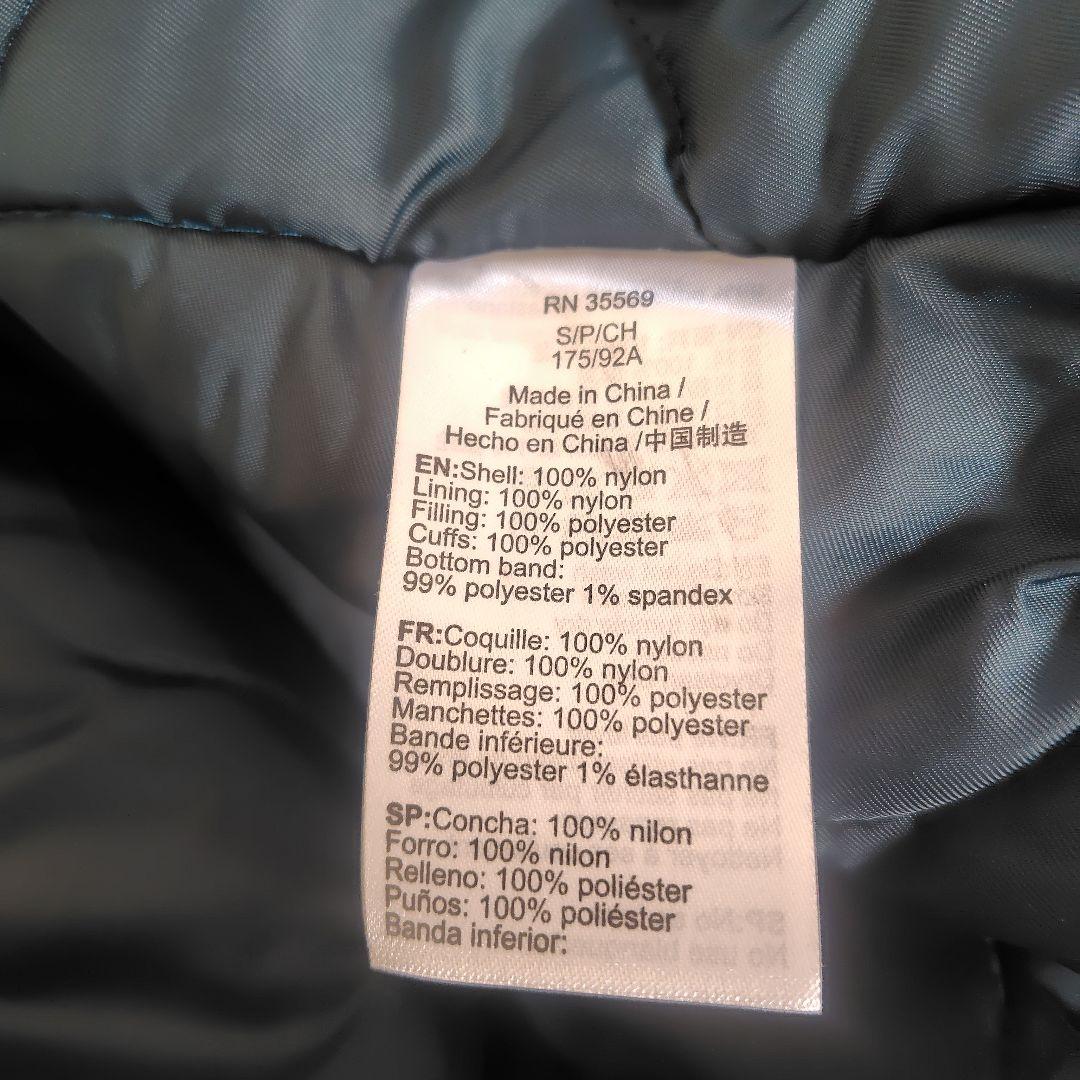 RN 35569
S/P/CH
175/92A
Made in China /
Fabriqué en Chine /
Hecho en China /中国制造
EN:Shell: 100% nylon
Lining: 100% nylon
Filling: 100% polyester
Cuffs: 100% polyester
Bottom band:
99% polyester 1% spandex
FR:Coquille: 100% nylon
Doublure: 100% nylon
Remplissage: 100% polyester
Manchettes: 100% polyester
Bande inférieure:
99% polyester 1% élasthanne
SP:Concha: 100% nilon
Forro: 100% nilon
Relleno: 100% poliéster
Puños: 100% poliéster
Banda inferior: